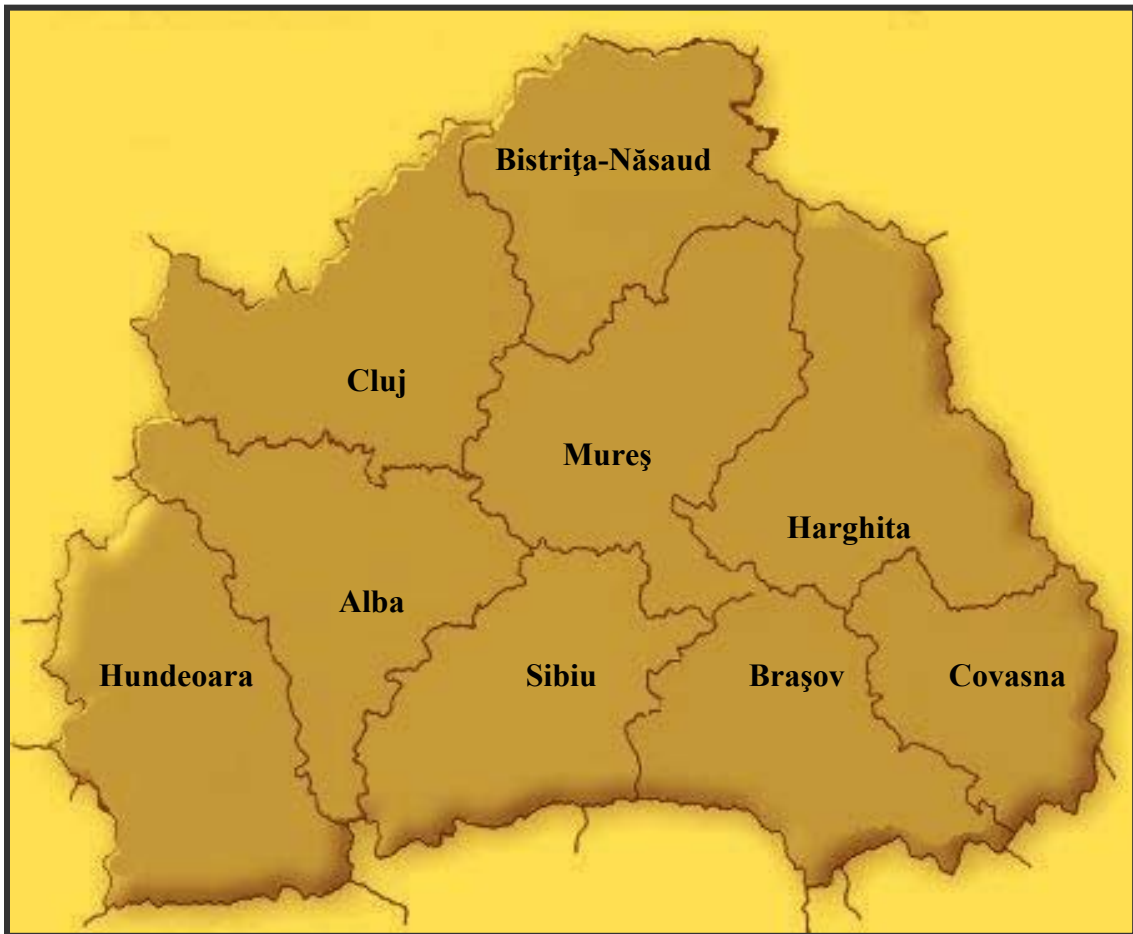 Bistriţa-Năsaud
Cluj
Mureş
Harghita
Alba
Hundeoara
Sibiu
Braşov
Covasna